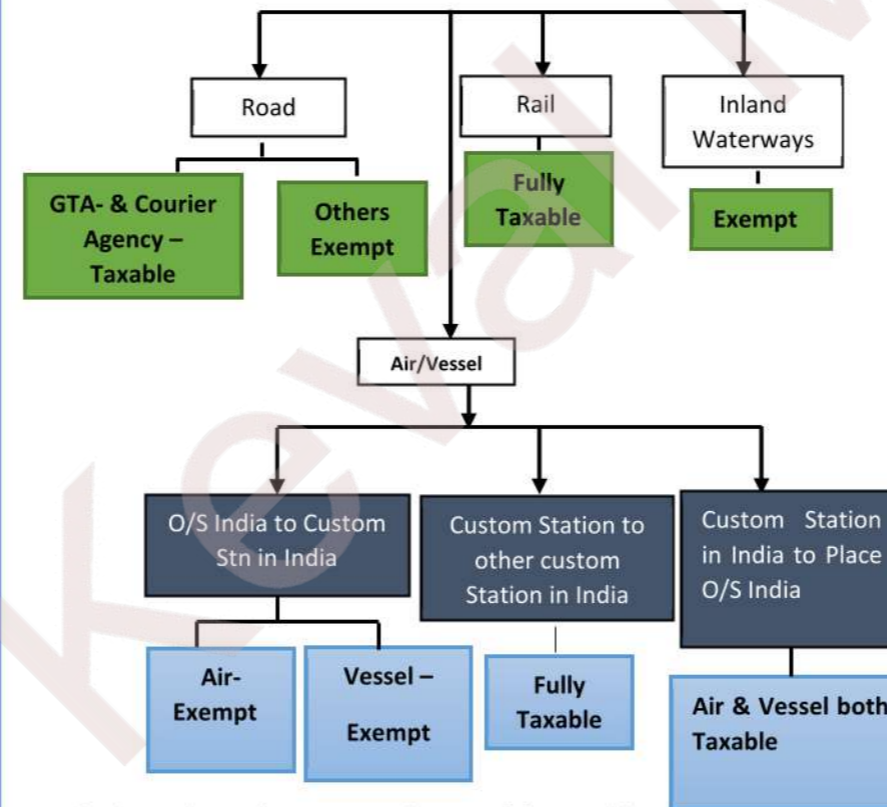 Road
Rail
Inland
Waterways
GTA- & Courier
Agency –
Taxable
Others
Exempt
Fully
Taxable
Exempt
Air/Vessel
O/S India to Custom
Stn in India
Custom Station to
other custom
Station in India
Custom Station
in India to Place
O/S India
Air-
Exempt
Vessel –
Exempt
Fully
Taxable
Air & Vessel both
Taxable
Keval